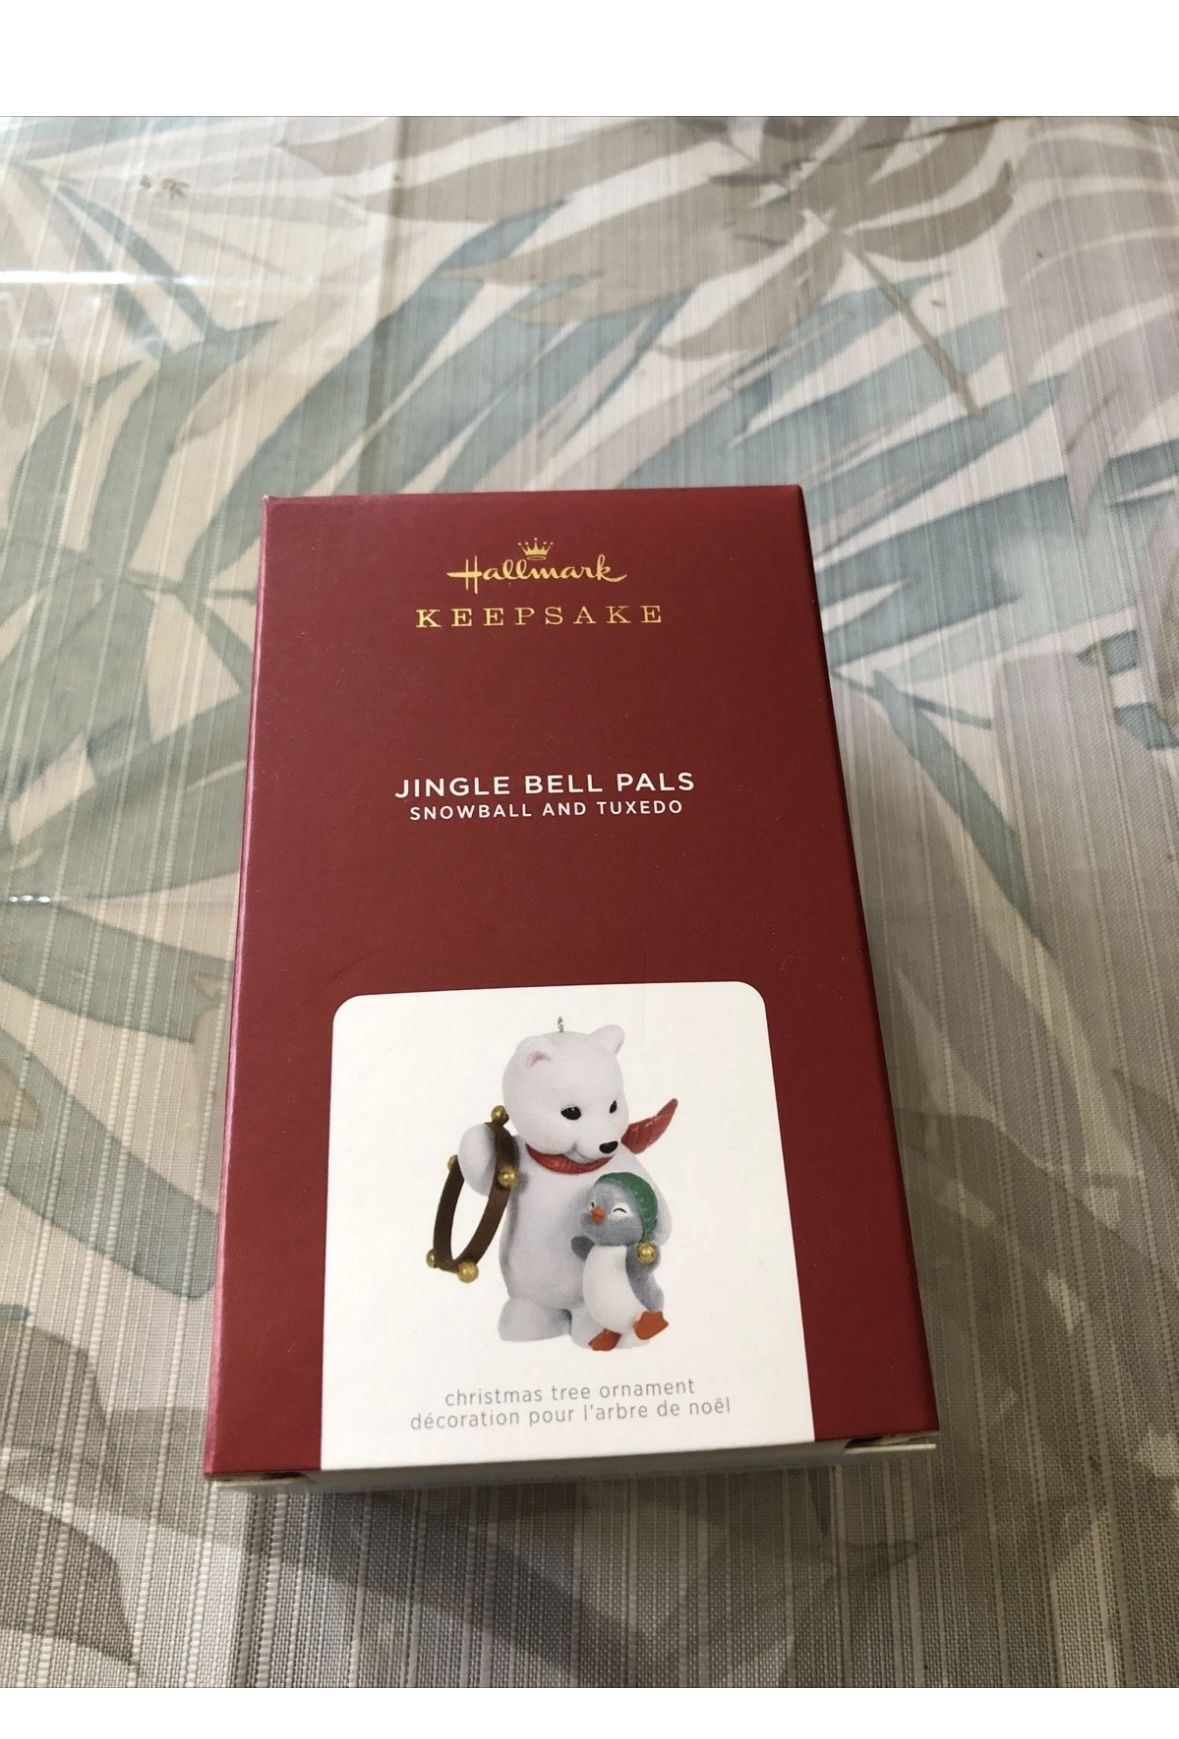 Hallmark
KEEPSAKE
JINGLE BELL PALS
SNOWBALL AND TUXEDO
christmas tree ornament
décoration pour l'arbre de noël